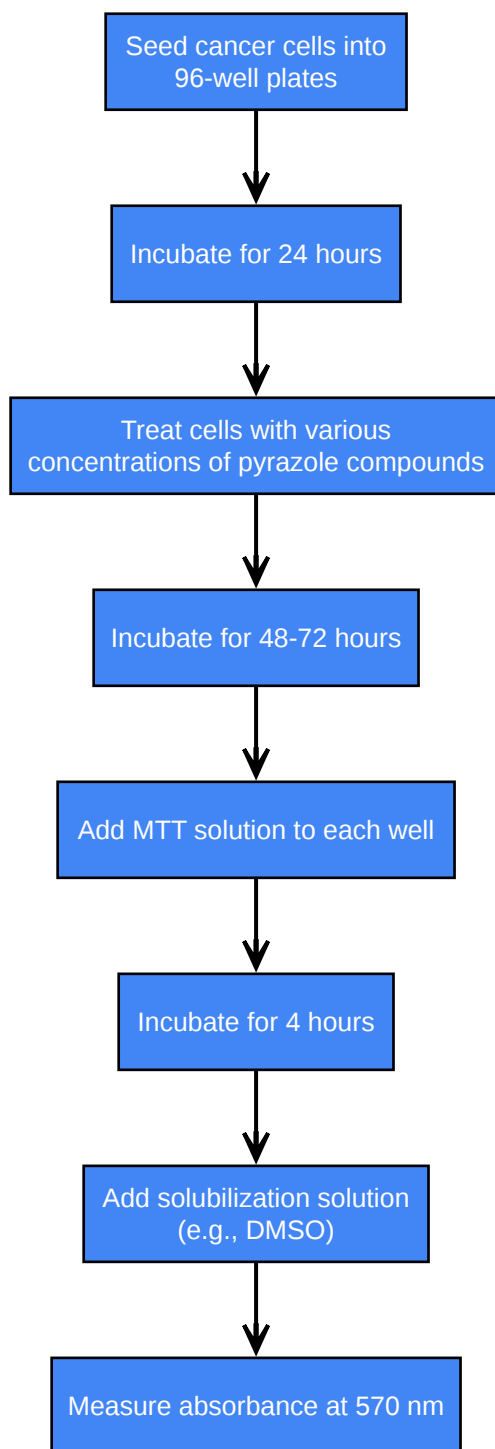 Seed cancer cells into
96-well plates
Incubate for 24 hours
Treat cells with various
concentrations of pyrazole compounds
Incubate for 48-72 hours
Add MTT solution to each well
Incubate for 4 hours
Add solubilization solution
(e.g., DMSO)
Measure absorbance at 570 nm